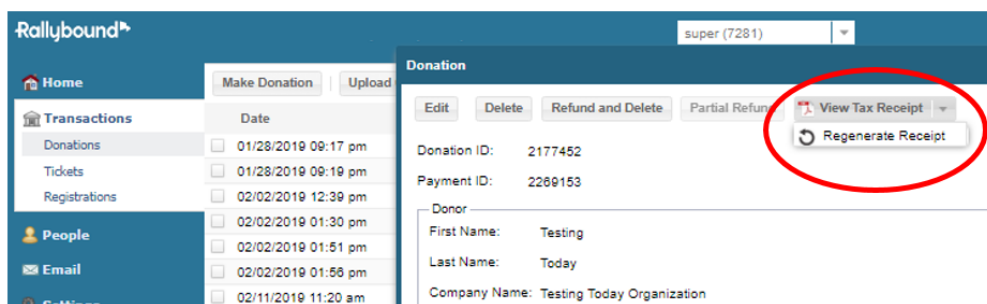 Rallybound
super (7281)
Home
Transactions
Donations
Tickets
Registrations
People
Email
Settings
Make Donation
Upload
Date
01/28/2019 09:17 pm
01/28/2019 09:19 pm
02/02/2019 12:39 pm
02/02/2019 01:30 pm
02/02/2019 01:51 pm
02/02/2019 01:56 pm
02/11/2019 11:20 am
Donation
Edit Delete Refund and Delete Partial Refund View Tax Receipt
Regenerate Receipt
Donation ID: 2177452
Payment ID: 2269153
Donor
First Name: Testing
Last Name: Today
Company Name: Testing Today Organization